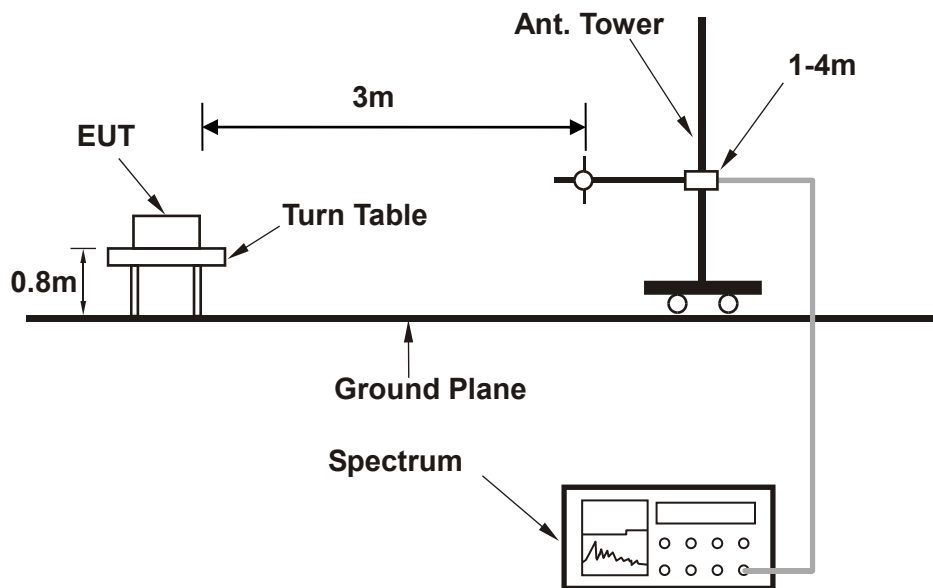 Ant. Tower
1-4m
3m
EUT
Turn Table
0.8m
Ground Plane
Spectrum